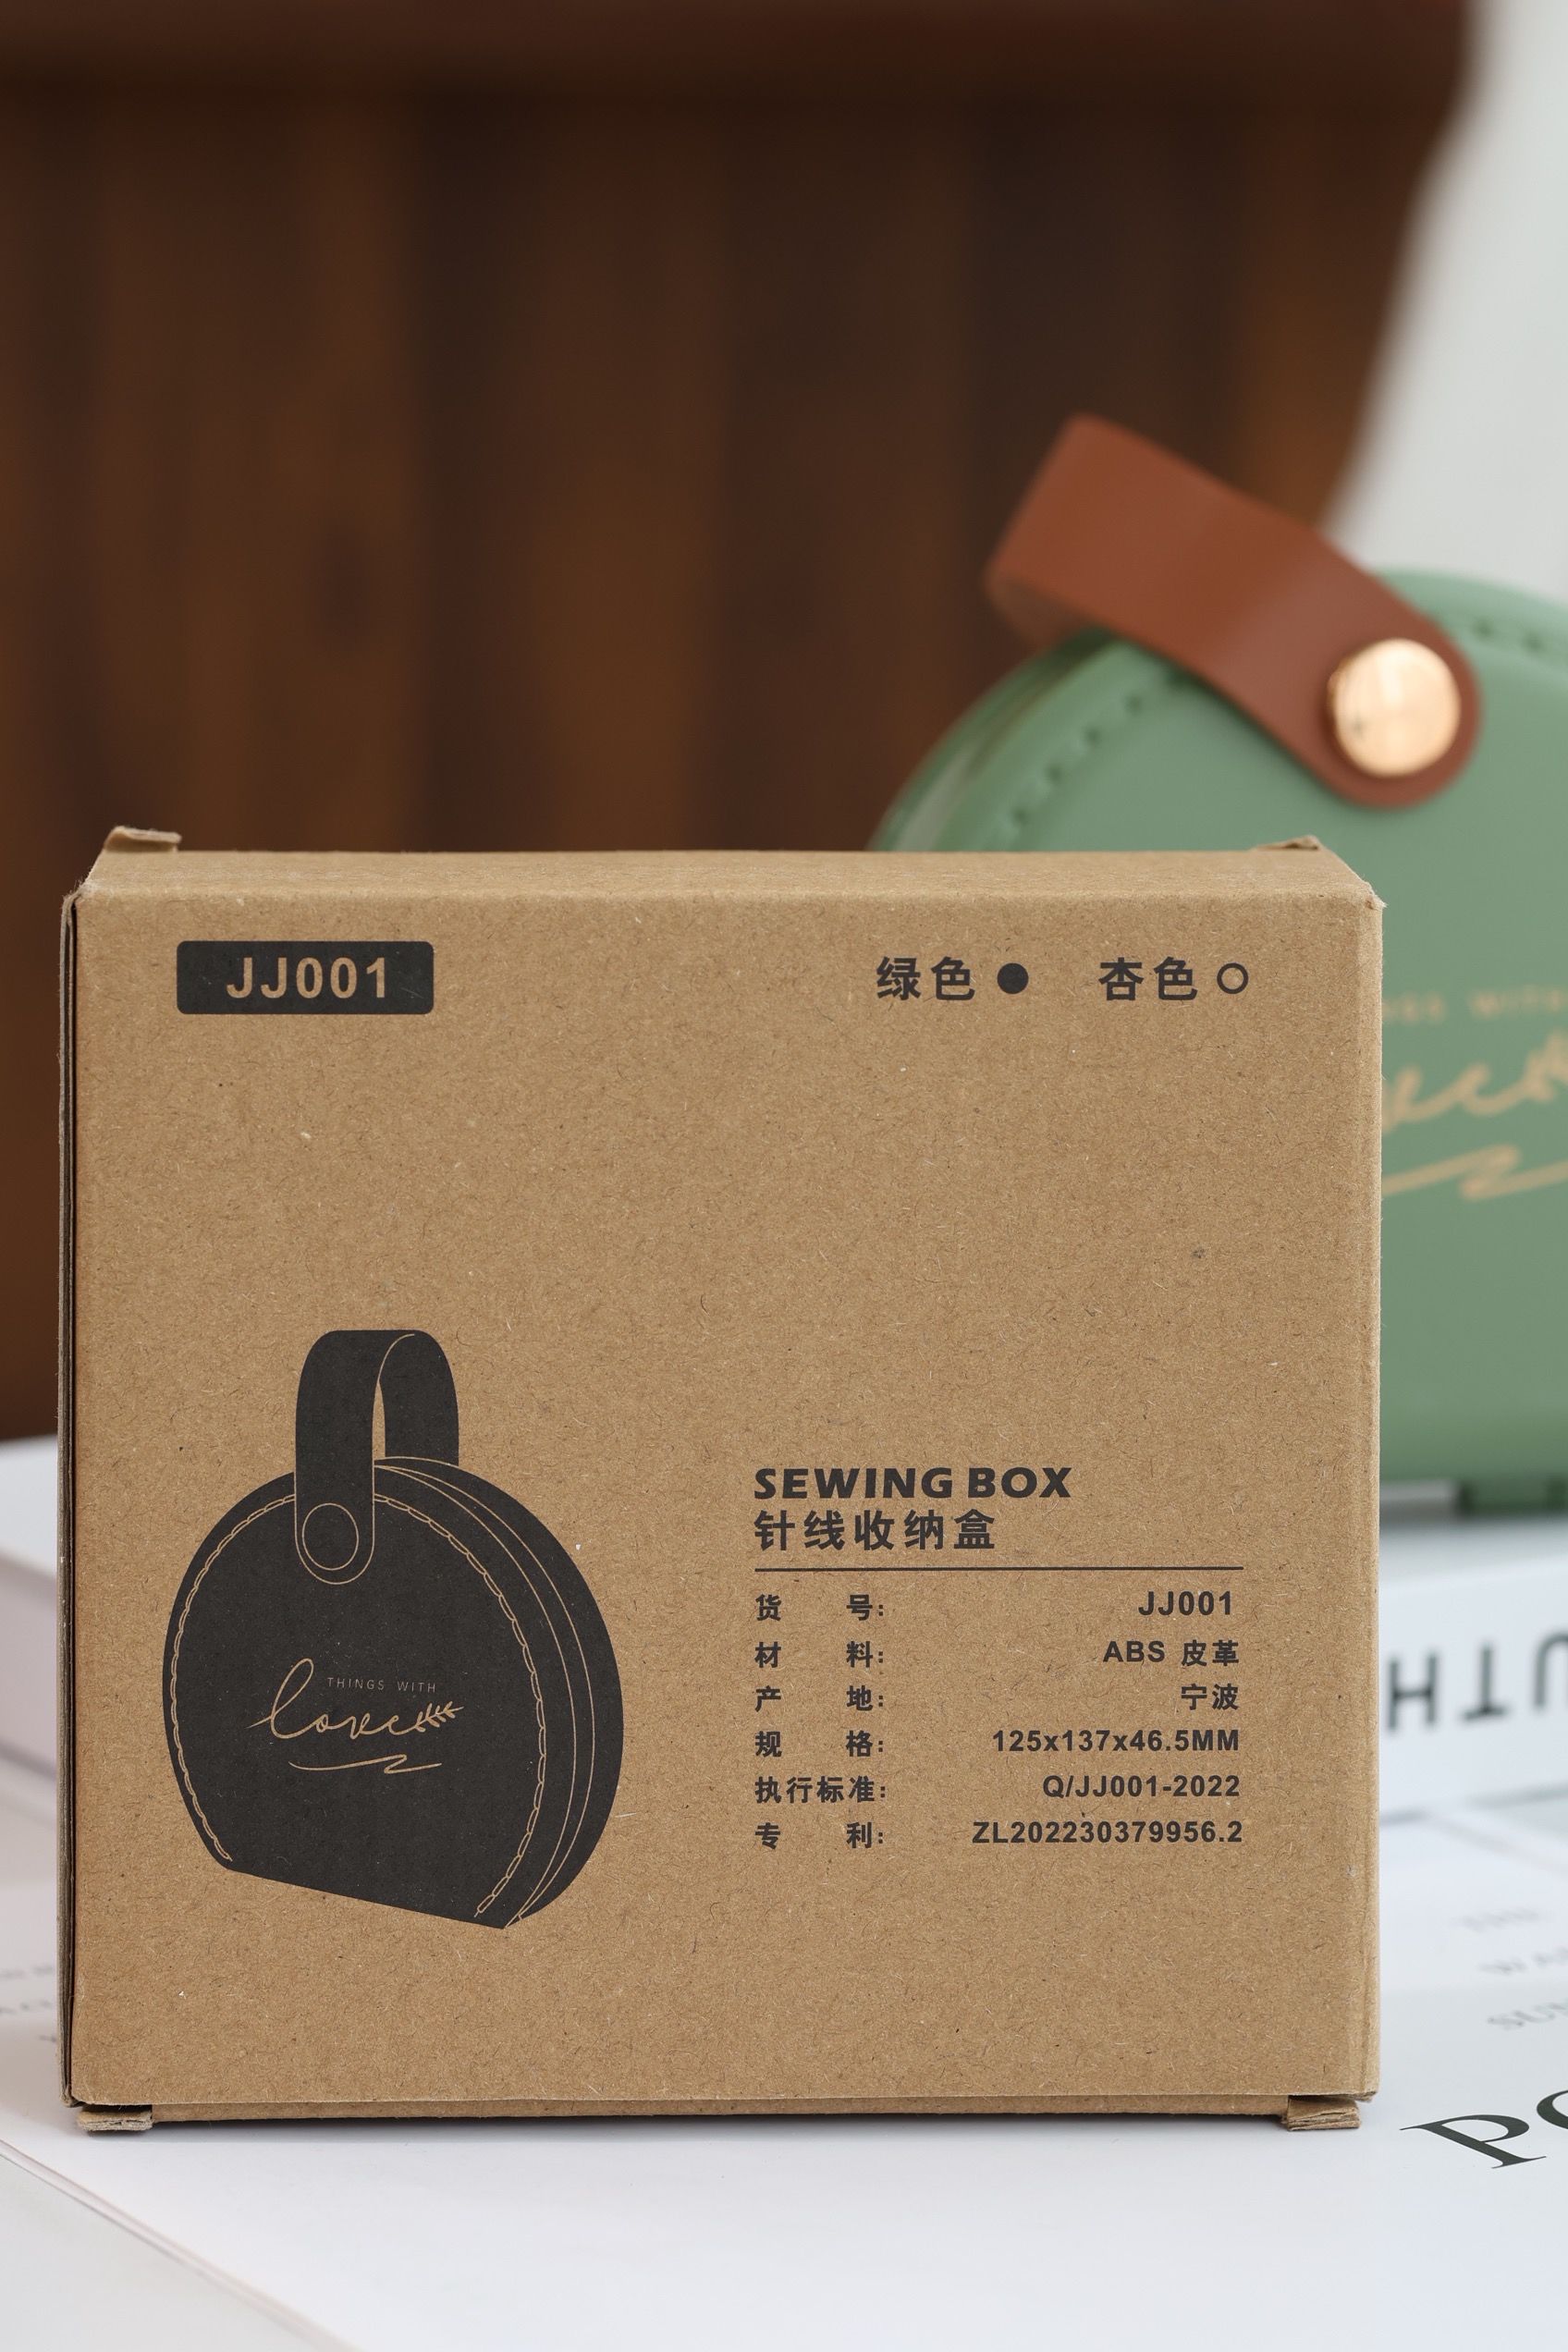 JJ001
绿色 ● 杏色 ○
SEWING BOX
针线收纳盒
货 号: JJ001
材 料: ABS 皮革
产 地: 宁波
规 格: 125x137x46.5MM
执行标准: Q/JJ001-2022
专 利: ZL202230379956.2
THINGS WITH
love
WITH
UTH